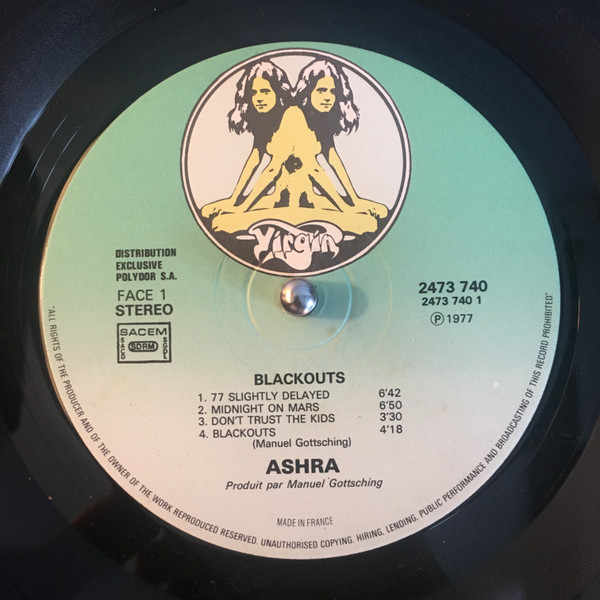 Virgin
DISTRIBUTION
EXCLUSIVE
POLYDOR S.A.
FACE 1
STEREO
SACEM
SACD SDRM SGDL
2473 740
2473 740 1
Ⓟ 1977
BLACKOUTS
1. 77 SLIGHTLY DELAYED 6'42
2. MIDNIGHT ON MARS 6'50
3. DON'T TRUST THE KIDS 3'30
4. BLACKOUTS 4'18
(Manuel Gottsching)
ASHRA
Produit par Manuel Gottsching
MADE IN FRANCE
"ALL RIGHTS OF THE PRODUCER AND OF THE OWNER OF THE WORK REPRODUCED RESERVED. UNAUTHORISED COPYING. HIRING. LENDING. PUBLIC PERFORMANCE AND BROADCASTING OF THIS RECORD PROHIBITED"